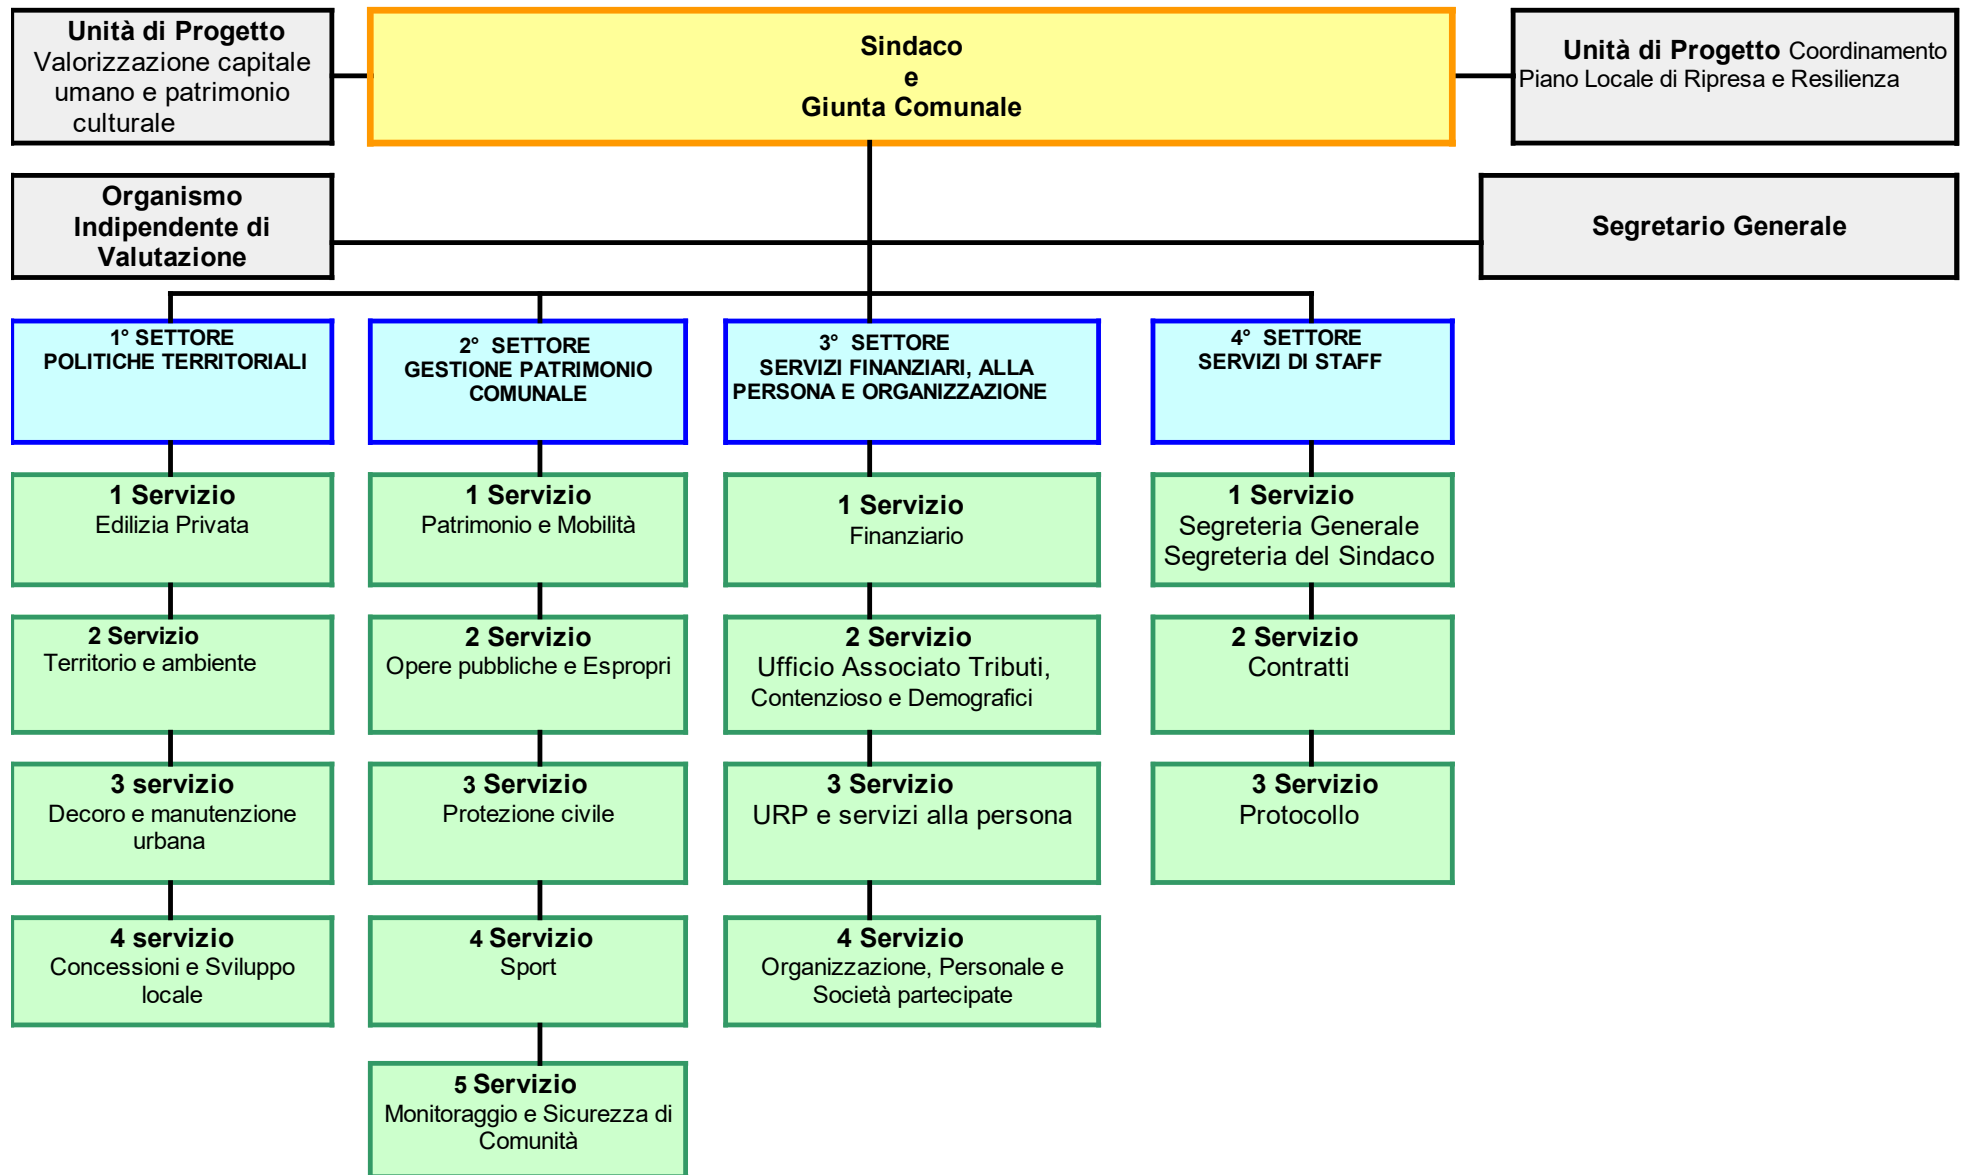 Unità di Progetto
Valorizzazione capitale
umano e patrimonio
culturale
Sindaco
e
Giunta Comunale
Unità di Progetto Coordinamento
Piano Locale di Ripresa e Resilienza
Organismo
Indipendente di
Valutazione
Segretario Generale
1° SETTORE
POLITICHE TERRITORIALI
2° SETTORE
GESTIONE PATRIMONIO
COMUNALE
3° SETTORE
SERVIZI FINANZIARI, ALLA
PERSONA E ORGANIZZAZIONE
4° SETTORE
SERVIZI DI STAFF
1 Servizio
Edilizia Privata
1 Servizio
Patrimonio e Mobilità
1 Servizio
Finanziario
1 Servizio
Segreteria Generale
Segreteria del Sindaco
2 Servizio
Territorio e ambiente
2 Servizio
Opere pubbliche e Espropri
2 Servizio
Ufficio Associato Tributi,
Contenzioso e Demografici
2 Servizio
Contratti
3 servizio
Decoro e manutenzione
urbana
3 Servizio
Protezione civile
3 Servizio
URP e servizi alla persona
3 Servizio
Protocollo
4 servizio
Concessioni e Sviluppo
locale
4 Servizio
Sport
4 Servizio
Organizzazione, Personale e
Società partecipate
5 Servizio
Monitoraggio e Sicurezza di
Comunità